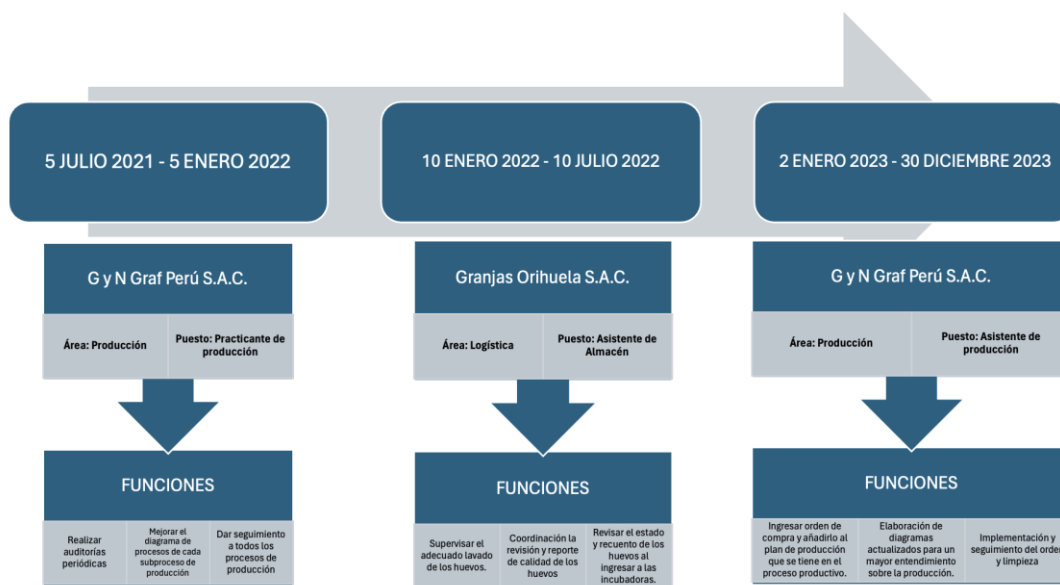 5 JULIO 2021 - 5 ENERO 2022
10 ENERO 2022 - 10 JULIO 2022
2 ENERO 2023 - 30 DICIEMBRE 2023
G y N Graf Perú S.A.C.
Área: Producción
Puesto: Practicante de
producción
Granjas Orihuela S.A.C.
Área: Logística
Puesto: Asistente de
Almacén
G y N Graf Perú S.A.C.
Área: Producción
Puesto: Asistente de
producción
FUNCIONES
Realizar
auditorías
periódicas
Mejorar el
diagrama de
procesos de cada
subproceso de
producción
Dar seguimiento
a todos los
procesos de
producción
FUNCIONES
Supervisar el
adecuado lavado
de los huevos.
Coordinación la
revisión y reporte
de calidad de los
huevos
Revisar el estado
y recuento de los
huevos al
ingresar a las
incubadoras.
FUNCIONES
Ingresar orden de
compra y añadirlo al
plan de producción
que se tiene en el
proceso productivo.
Elaboración de
diagramas
actualizados para un
mayor entendimiento
sobre la producción.
Implementación y
seguimiento del orden
y limpieza